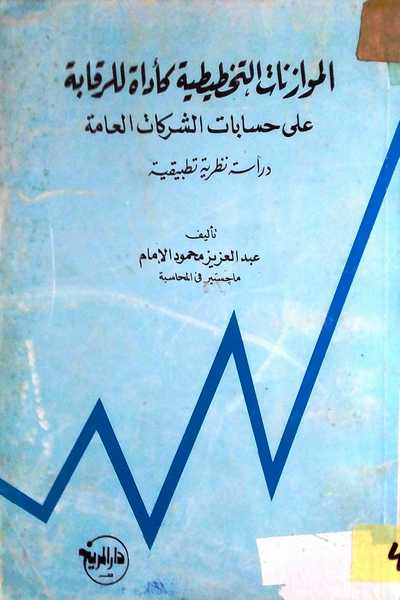 الموازنات التخطيطية كأداة للرقابة
على حسابات الشركات العامة
دراسة نظرية تطبيقية
تأليف
عبد العزيز محمود الإمام
ماجستير في المحاسبة
دار المريخ